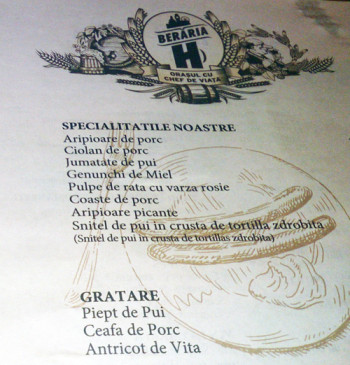 BERĂRIA
H
ORAȘUL CU
CHEF DE VIAȚĂ
SPECIALITATILE NOASTRE
Aripioare de porc
Ciolan de porc
Jumatate de pui
Genunchi de Miel
Pulpe de rata cu varza rosie
Coaste de porc
Aripioare picante
Snitel de pui in crusta de tortilla zdrobita
(Snitel de pui in crusta de tortillas zdrobita)
GRATARE
Piept de Pui
Ceafa de Porc
Antricot de Vita